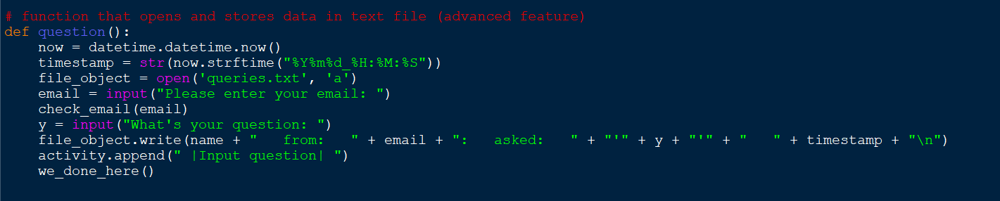 # function that opens and stores data in text file (advanced feature)
def question():
    now = datetime.datetime.now()
    timestamp = str(now.strftime("%Y%m%d_%H:%M:%S"))
    file_object = open('queries.txt', 'a')
    email = input("Please enter your email: ")
    check_email(email)
    y = input("What's your question: ")
    file_object.write(name + "   from:   " + email + ":   asked:   " + "'" + y + "'" + "   " + timestamp + "\n")
    activity.append(" |Input question| ")
    we_done_here()